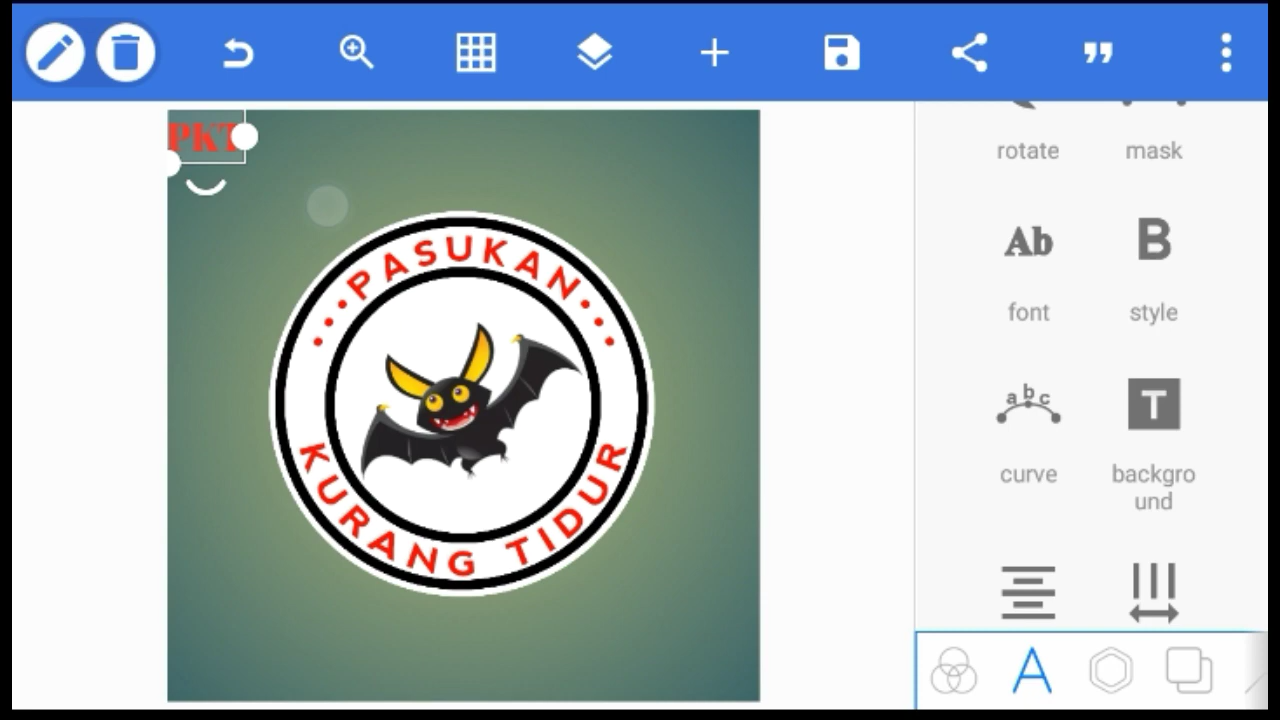 PKT
...PASUKAN...
KURANG TIDUR
rotate
mask
Ab
B
font
style
abc
T
curve
backgro
und
A